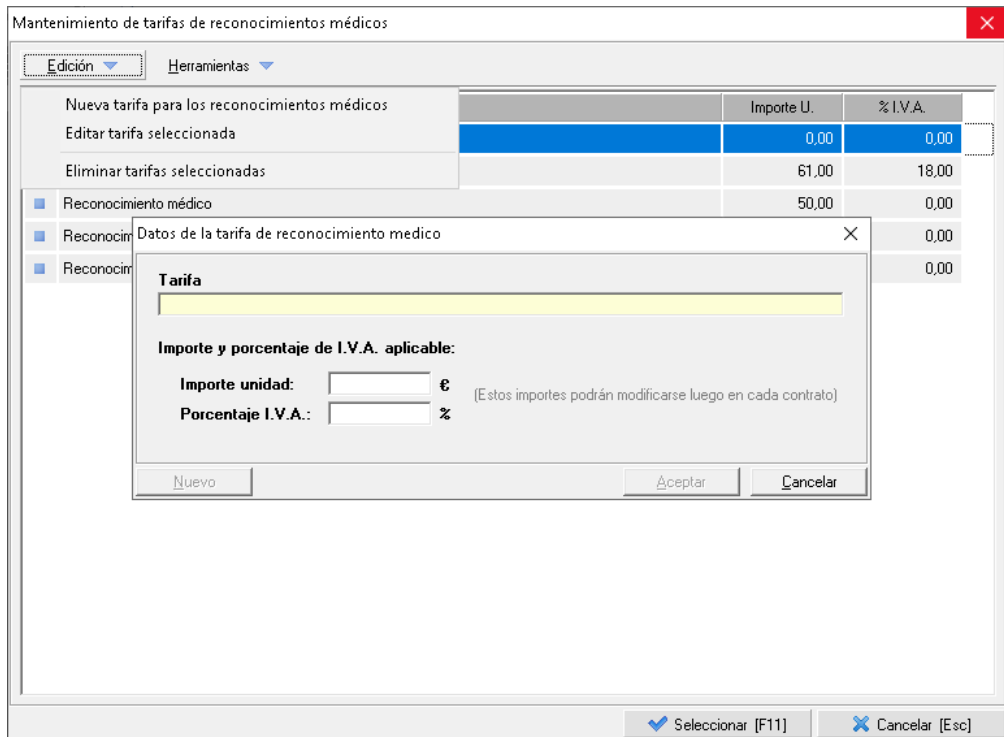 Mantenimiento de tarifas de reconocimientos médicos
Edición Herramientas
Nueva tarifa para los reconocimientos médicos
Editar tarifa seleccionada
Eliminar tarifas seleccionadas
Importe U. % I.V.A.
0,00 0,00
61,00 18,00
Reconocimiento médico 50,00 0,00
Reconocim 0,00
Reconocim 0,00
Datos de la tarifa de reconocimiento medico
Tarifa
Importe y porcentaje de I.V.A. aplicable:
Importe unidad: €
(Estos importes podrán modificarse luego en cada contrato)
Porcentaje I.V.A.: %
Nuevo Aceptar Cancelar
Seleccionar [F11] Cancelar [Esc]